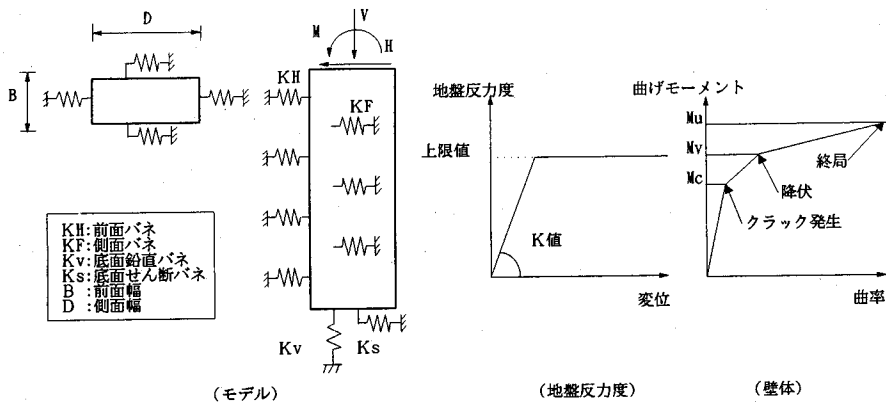 D
B
V
M
H
KH
KF
Kv
Ks
KH:前面バネ
KF:側面バネ
Kv:底面鉛直バネ
Ks:底面せん断バネ
B :前面幅
D :側面幅
(モデル)
地盤反力度
上限値
K値
変位
(地盤反力度)
曲げモーメント
Mu
Mv
Mc
終局
降伏
クラック発生
曲率
(壁体)